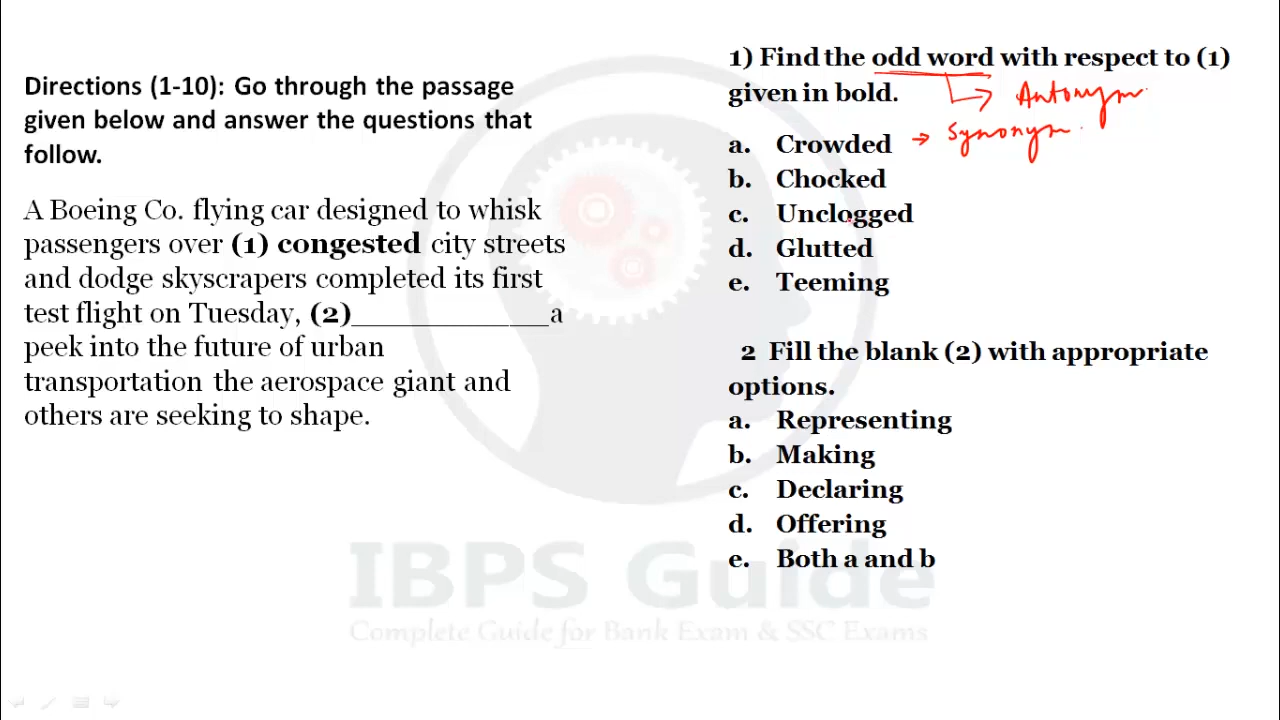 Directions (1-10): Go through the passage
given below and answer the questions that
follow.
A Boeing Co. flying car designed to whisk
passengers over (1) congested city streets
and dodge skyscrapers completed its first
test flight on Tuesday, (2)______________a
peek into the future of urban
transportation the aerospace giant and
others are seeking to shape.
1) Find the odd word with respect to (1)
given in bold.
Antonym
a. Crowded → Synonym
b. Chocked
c. Unclogged
d. Glutted
e. Teeming
2 Fill the blank (2) with appropriate
options.
a. Representing
b. Making
c. Declaring
d. Offering
e. Both a and b
IBPS Guide
Complete Guide for Bank Exam & SSC Exams